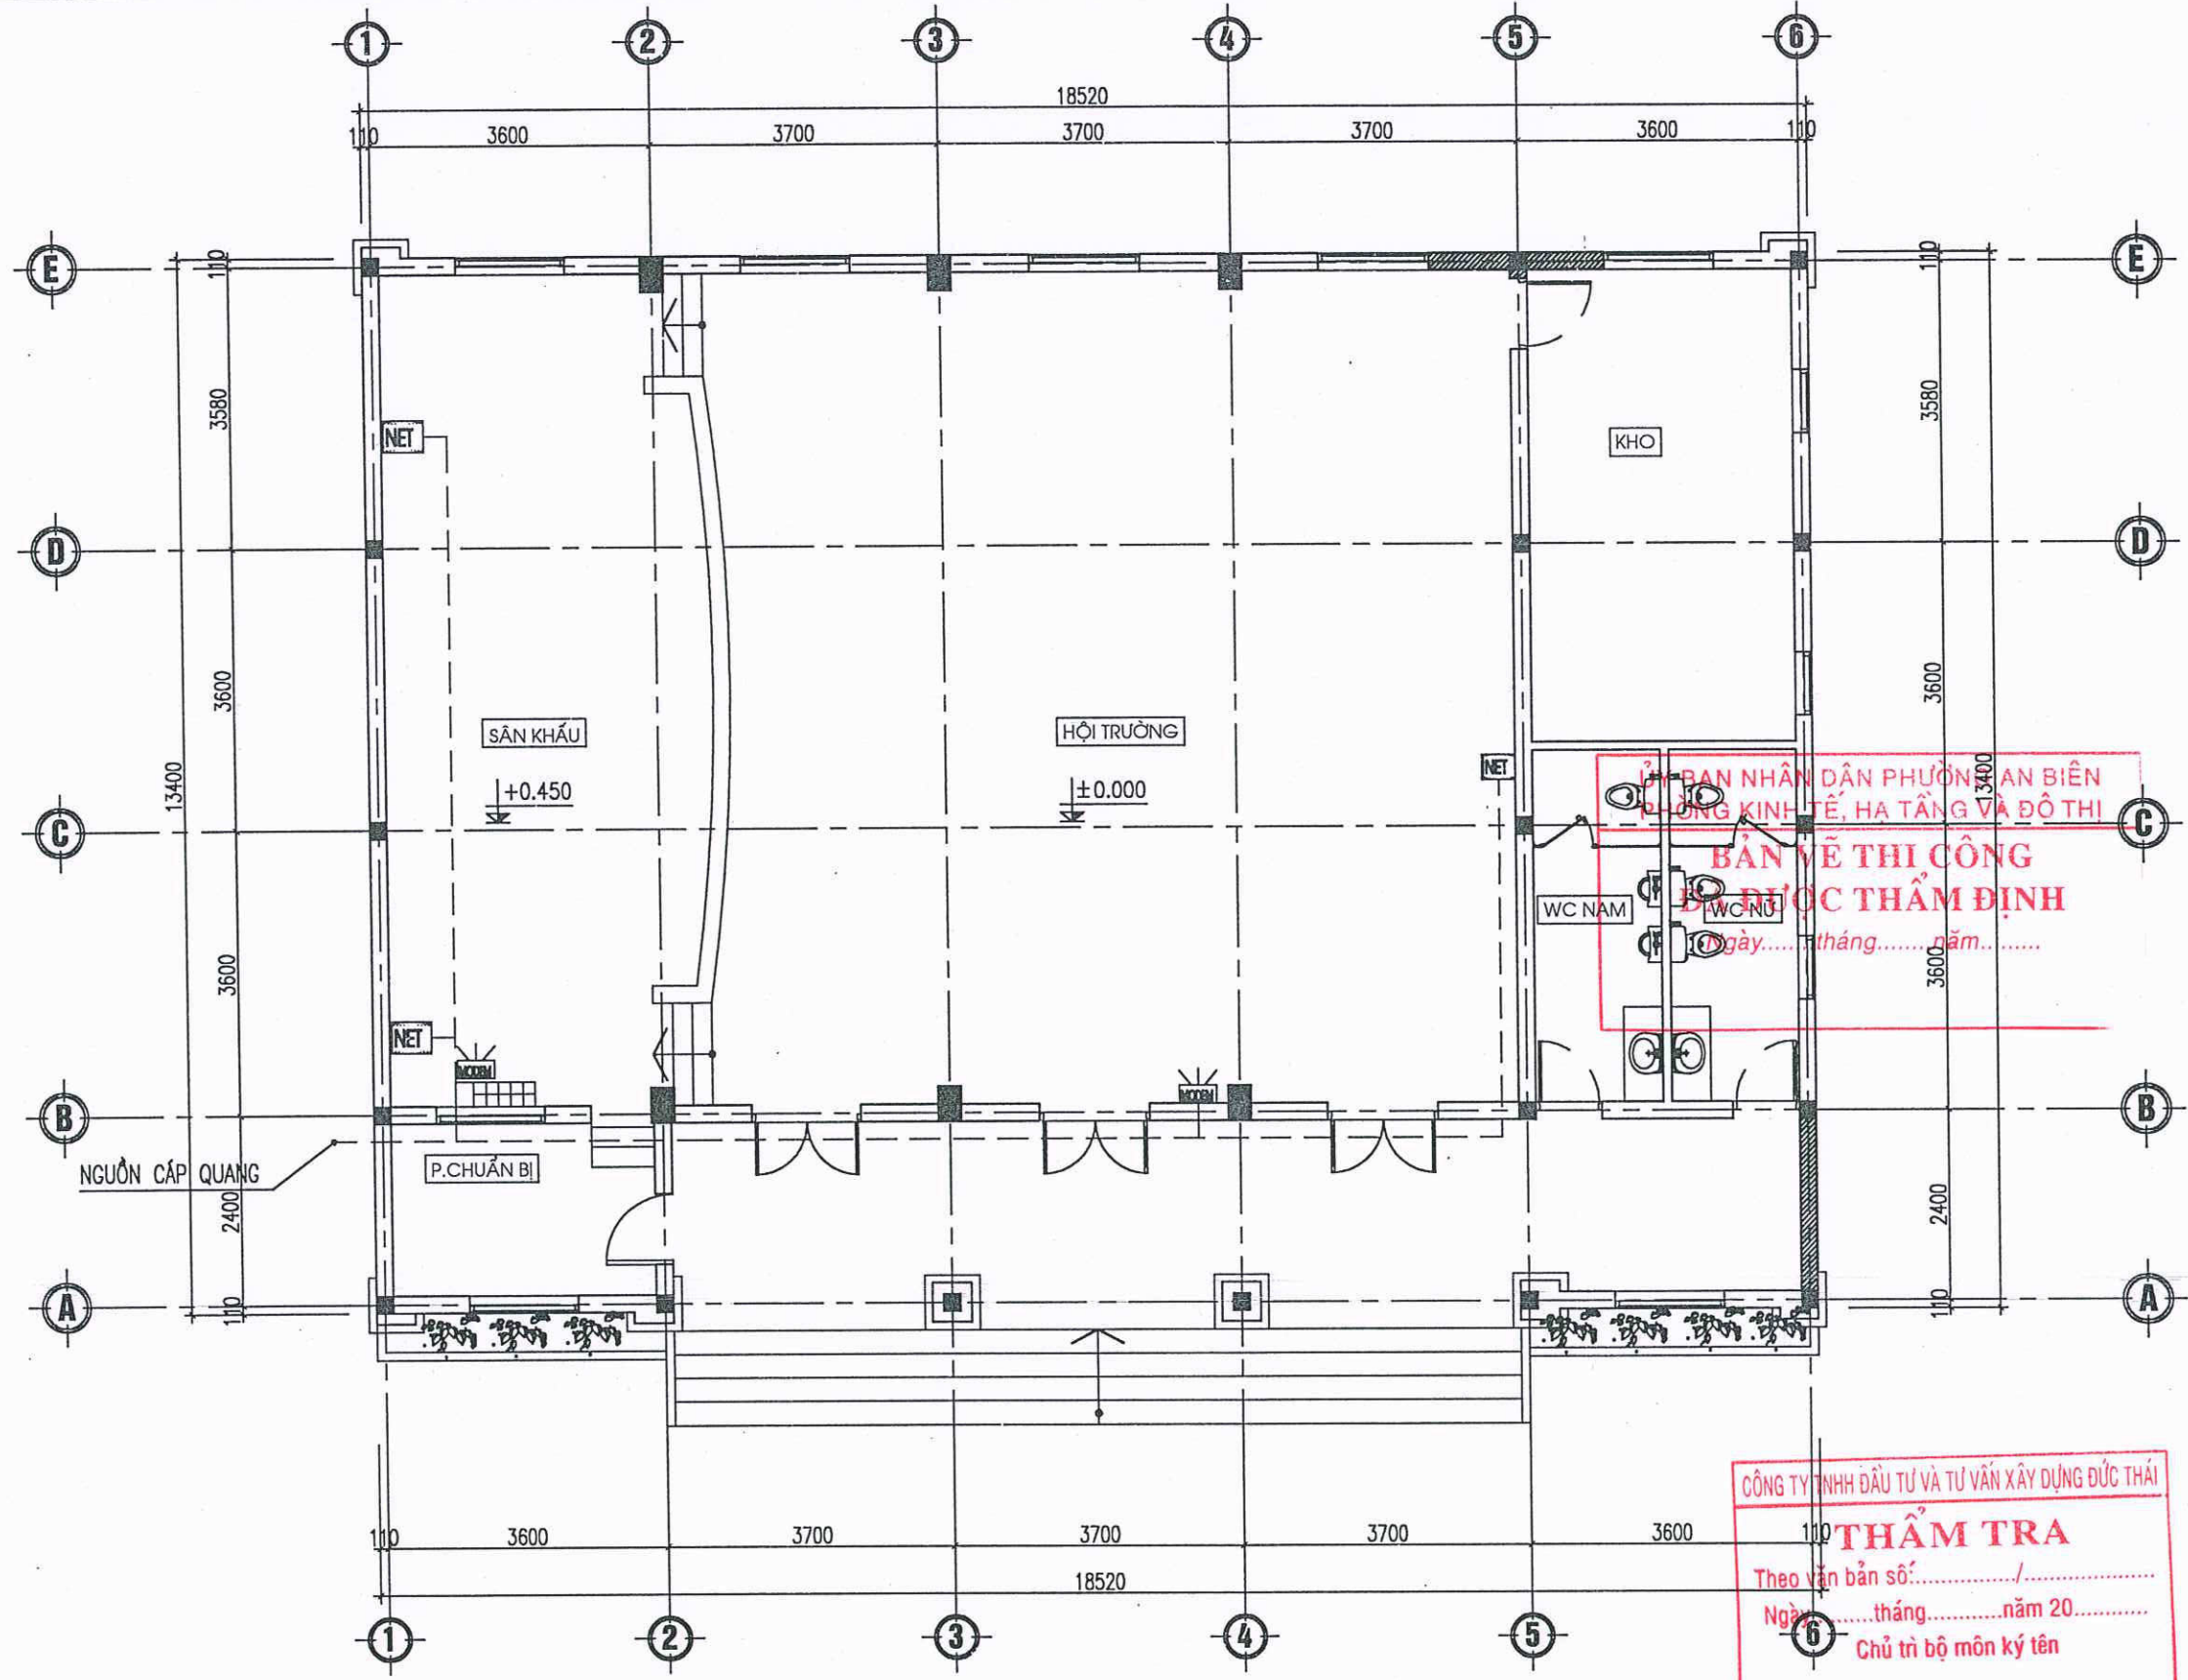 1 2 3 4 5 6
18520
110 3600 3700 3700 3700 3600 110
E 110 110 E
3580 3580
NET KHO
D D
3600 3600
SÂN KHẤU HỘI TRƯỜNG
13400 +0.450 ±0.000 NET 13400
ỦY BAN NHÂN DÂN PHƯỜNG AN BIÊN
PHÒNG KINH TẾ, HẠ TẦNG VÀ ĐÔ THỊ
C C
BẢN VẼ THI CÔNG
ĐÃ ĐƯỢC THẨM ĐỊNH
WC NAM WC NỮ
Ngày.......tháng........năm........
3600 3600
NET
MODEM MODEM
B B
NGUỒN CÁP QUANG
P.CHUẨN BỊ
2400 2400
A 110 110 A
CÔNG TY TNHH ĐẦU TƯ VÀ TƯ VẤN XÂY DỰNG ĐỨC THÁI
THẨM TRA
110 3600 3700 3700 3700 3600 110
18520
Theo văn bản số:.............../...................
Ngày.........tháng............năm 20............
Chủ trì bộ môn ký tên
1 2 3 4 5 6